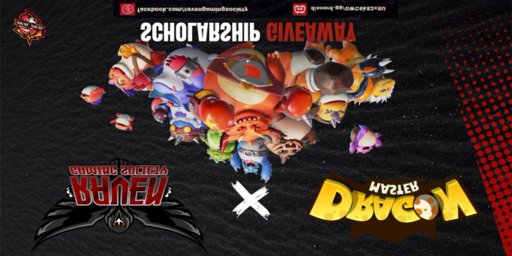 RAVEN
GAMING SOCIETY
X
DRAGON
MASTER
SCHOLARSHIP GIVEAWAY
facebook.com/ravengamingsociety